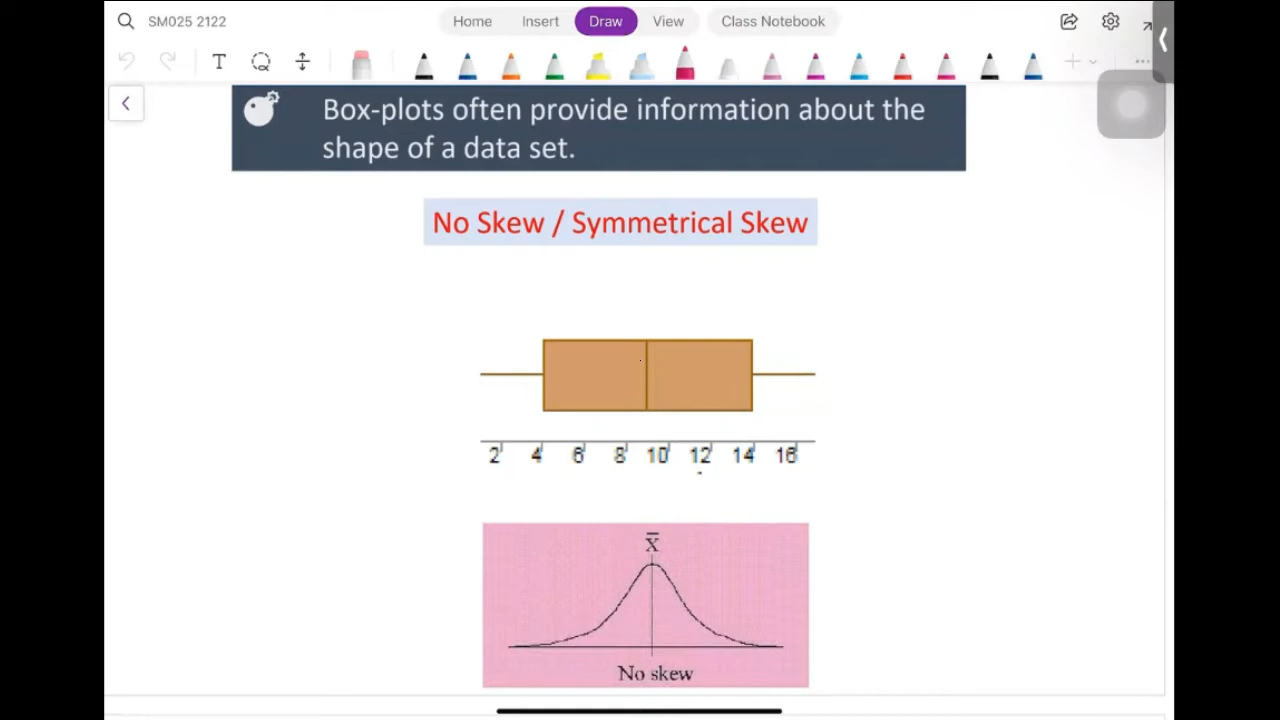 SM025 2122
Home Insert Draw View Class Notebook
T
Box-plots often provide information about the
shape of a data set.
No Skew / Symmetrical Skew
2 4 6 8 10 12 14 16
x̅
No skew